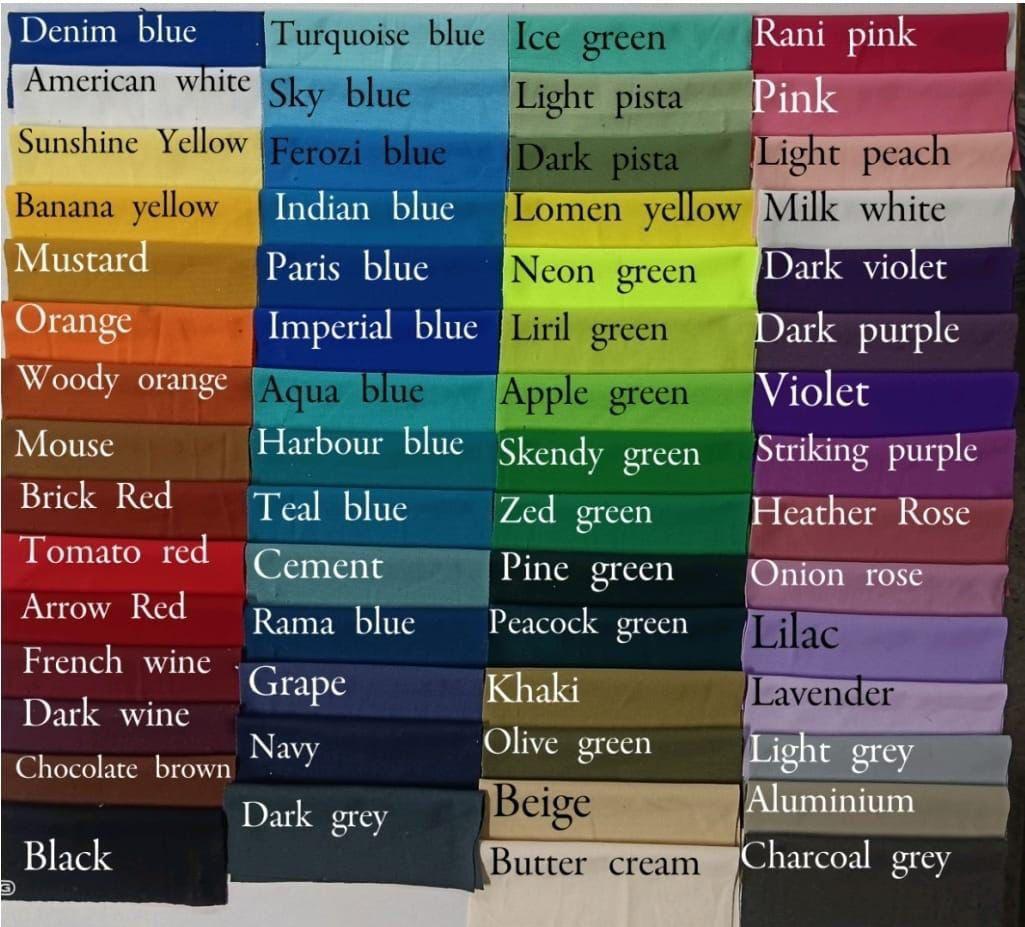 Denim blue
American white
Sunshine Yellow
Banana yellow
Mustard
Orange
Woody orange
Mouse
Brick Red
Tomato red
Arrow Red
French wine
Dark wine
Chocolate brown
Black
Turquoise blue
Sky blue
Ferozi blue
Indian blue
Paris blue
Imperial blue
Aqua blue
Harbour blue
Teal blue
Cement
Rama blue
Grape
Navy
Dark grey
Ice green
Light pista
Dark pista
Lomen yellow
Neon green
Liril green
Apple green
Skendy green
Zed green
Pine green
Peacock green
Khaki
Olive green
Beige
Butter cream
Rani pink
Pink
Light peach
Milk white
Dark violet
Dark purple
Violet
Striking purple
Heather Rose
Onion rose
Lilac
Lavender
Light grey
Aluminium
Charcoal grey